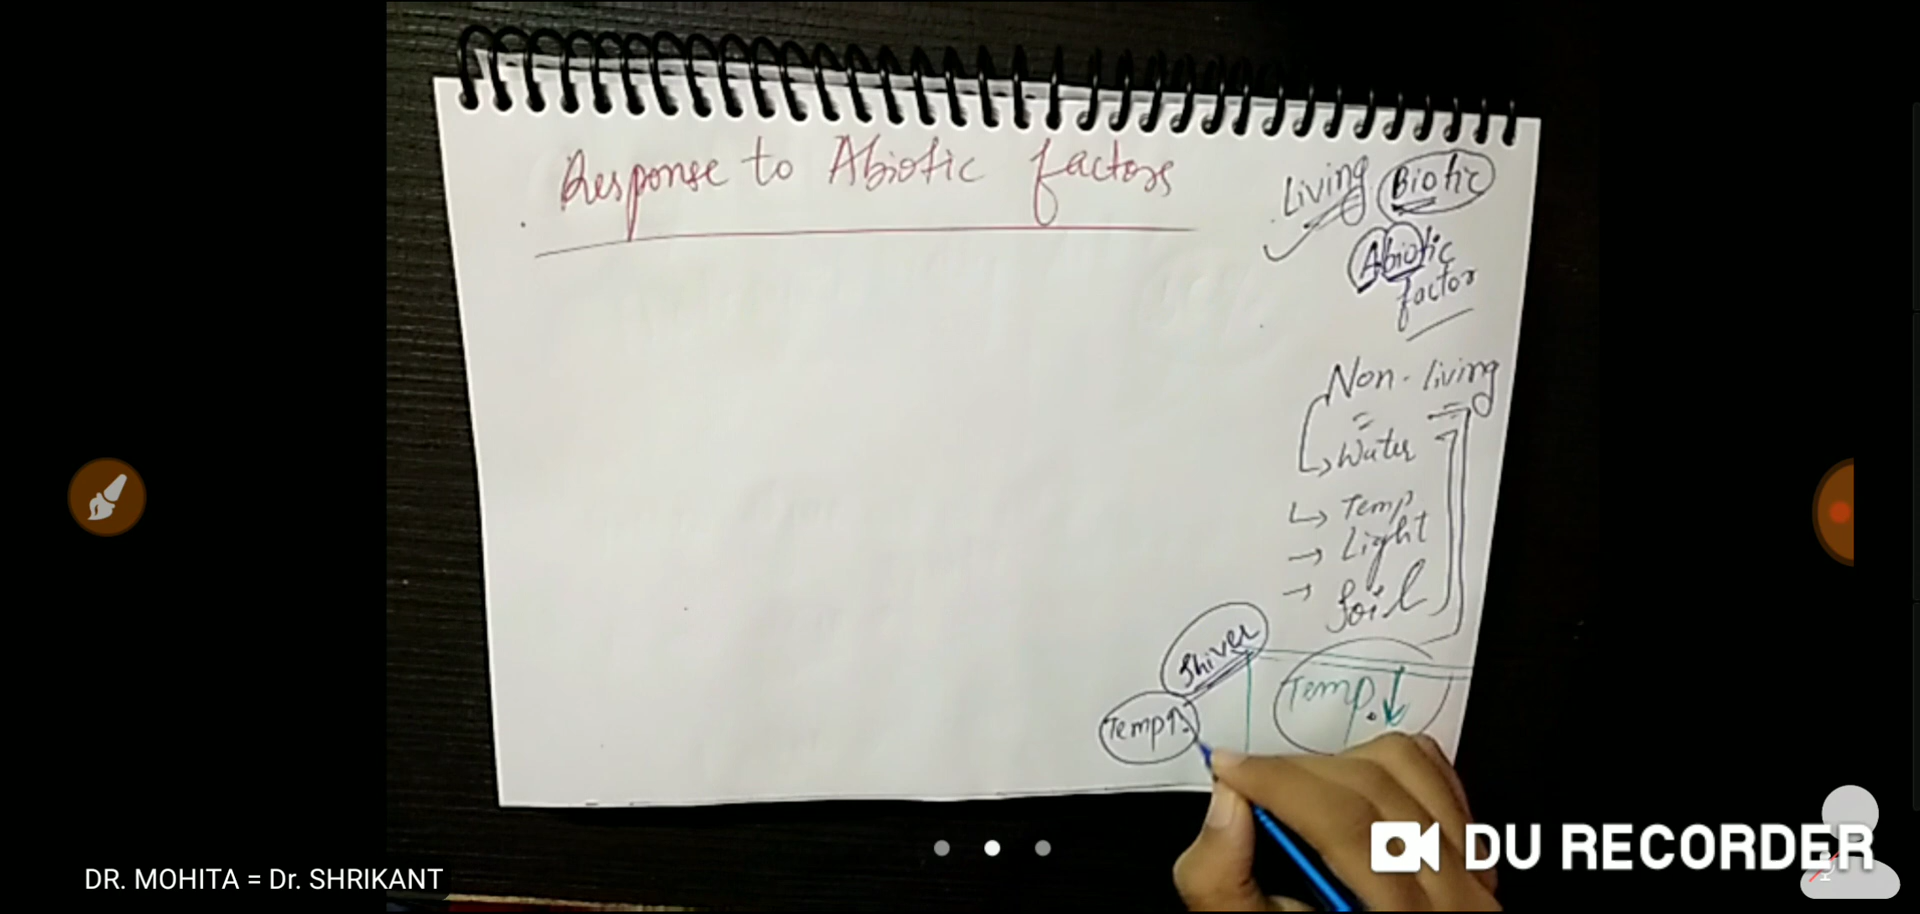 Response to Abiotic factors
Living Biotic
Abiotic
factor
Non-living
Water
Temp
Light
Soil
Shiver
Temp↑
Temp.↓
DR. MOHITA = Dr. SHRIKANT
DU RECORDER